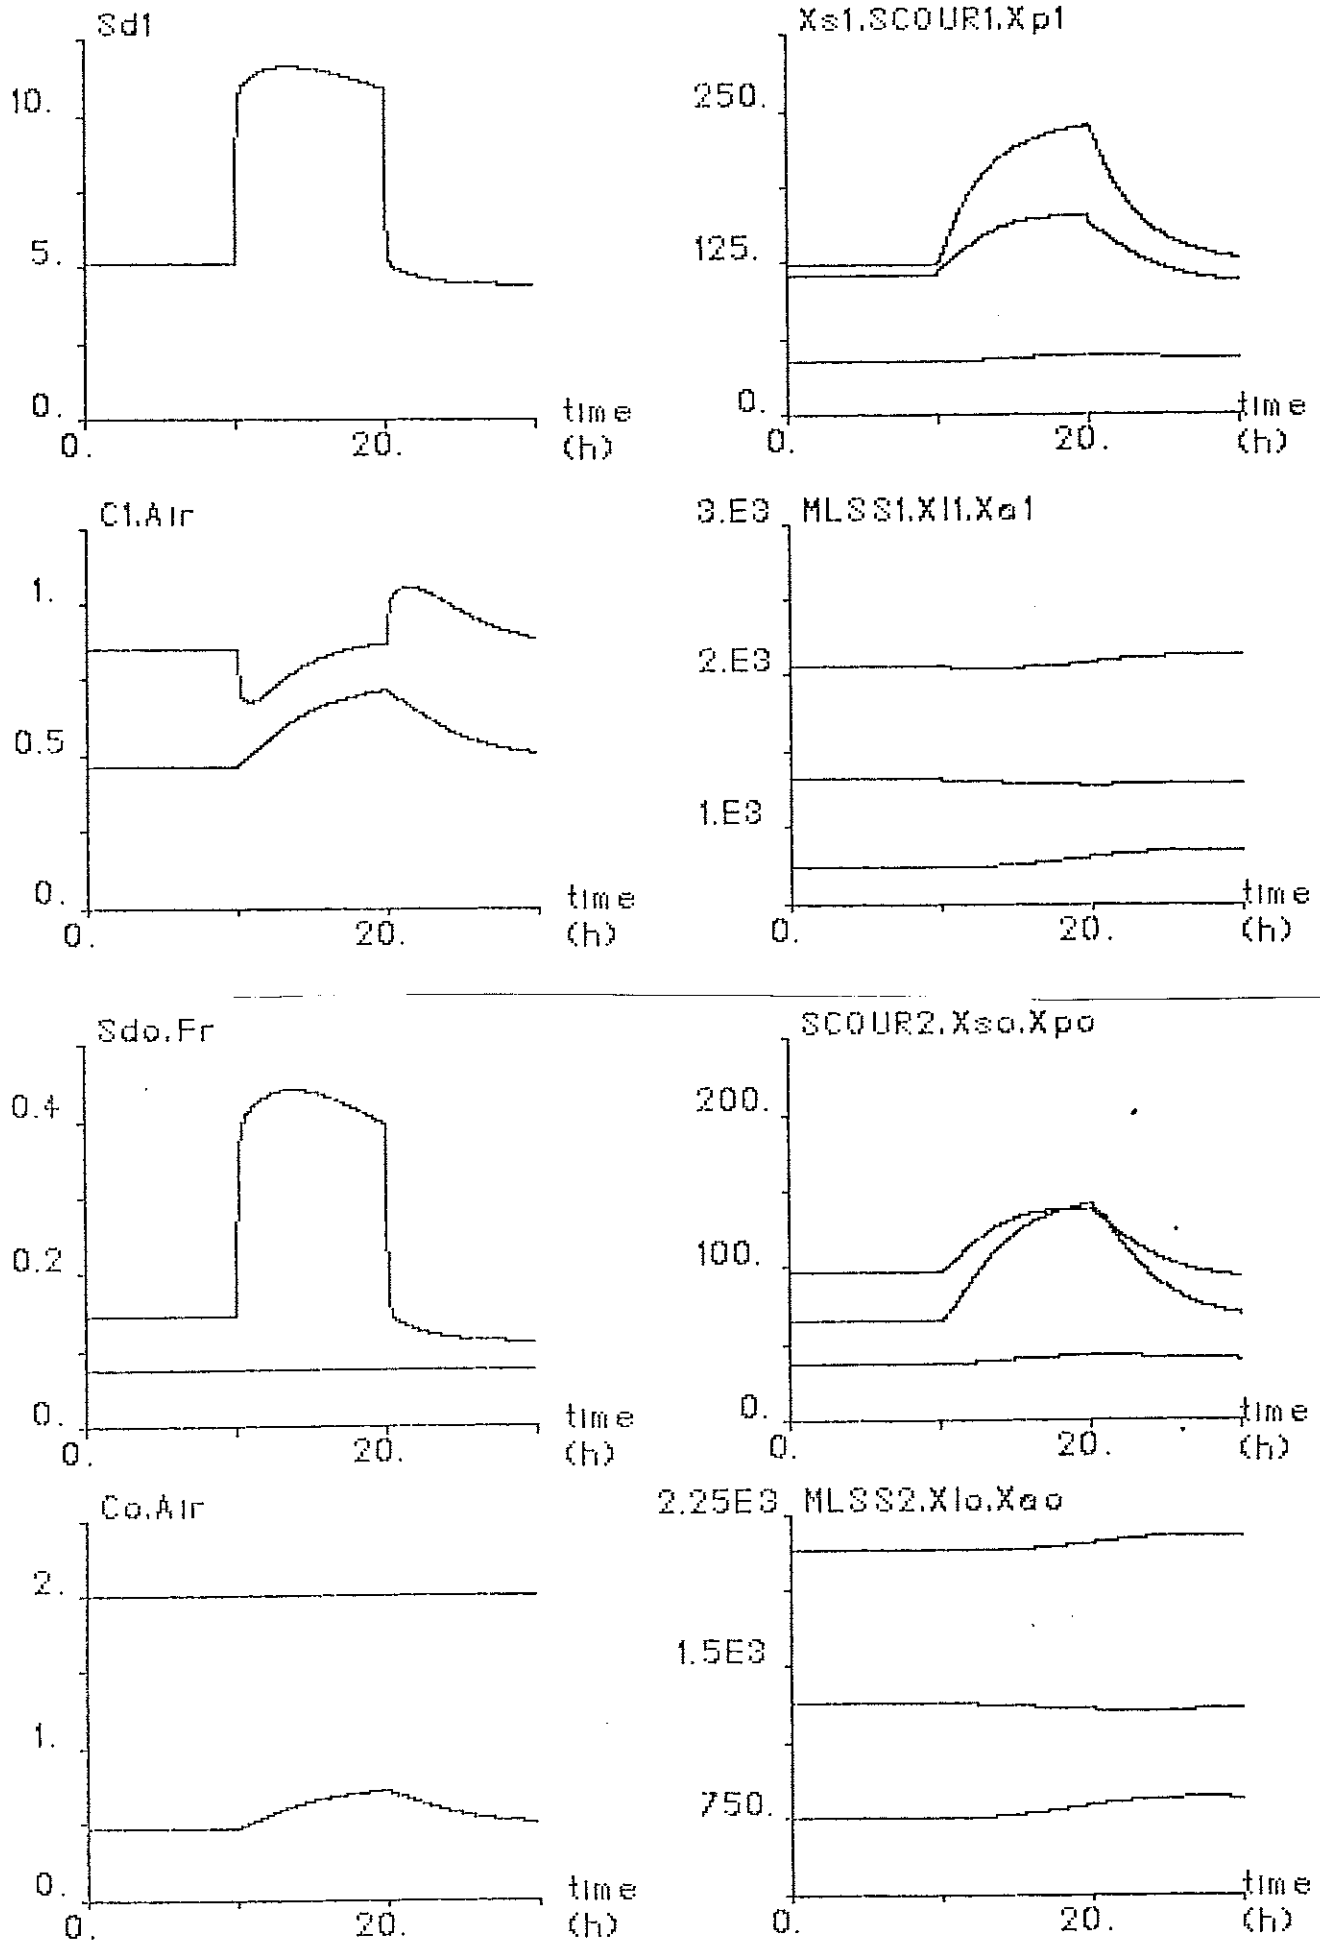 Sd1
10.
5.
0.
0.
20.
time
(h)
Xs1.SCOUR1.Xp1
250.
125.
0.
0.
20.
time
(h)
C1.Air
1.
0.5
0.
0.
20.
time
(h)
3.E3 MLSS1.Xl1.Xa1
2.E3
1.E3
0.
20.
time
(h)
Sdo.Fr
0.4
0.2
0.
0.
20.
time
(h)
SCOUR2.Xso.Xpo
200.
100.
0.
0.
20.
time
(h)
Co.Air
2.
1.
0.
0.
20.
time
(h)
2.25E3 MLSS2.Xlo.Xao
1.5E3
750.
0.
20.
time
(h)